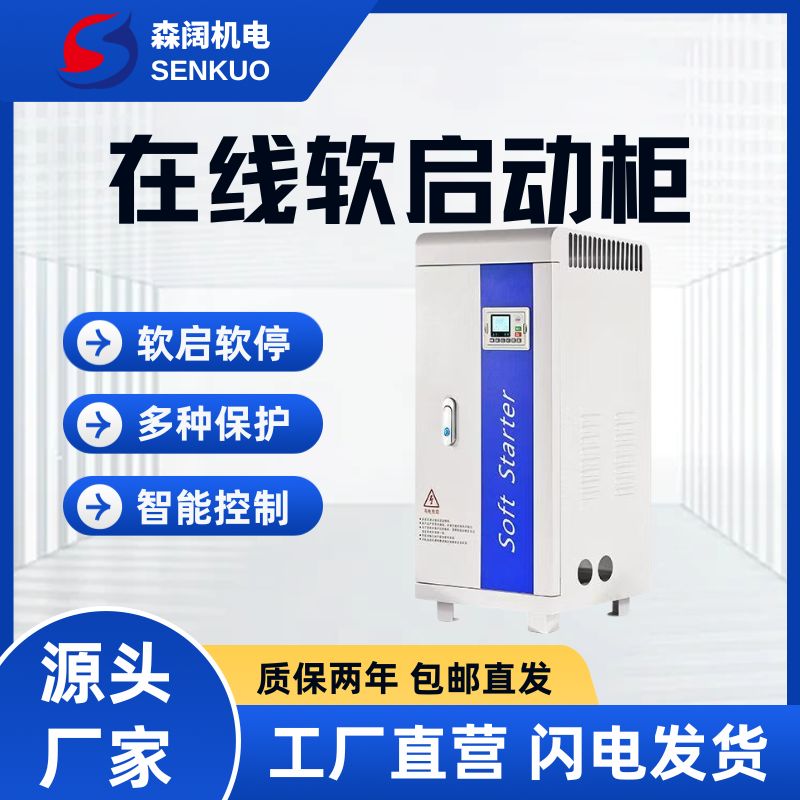 森阔机电
SENKUO
在线软启动柜
软启软停
多种保护
智能控制
Soft Starter
源头
厂家
质保两年 包邮直发
工厂直营 闪电发货